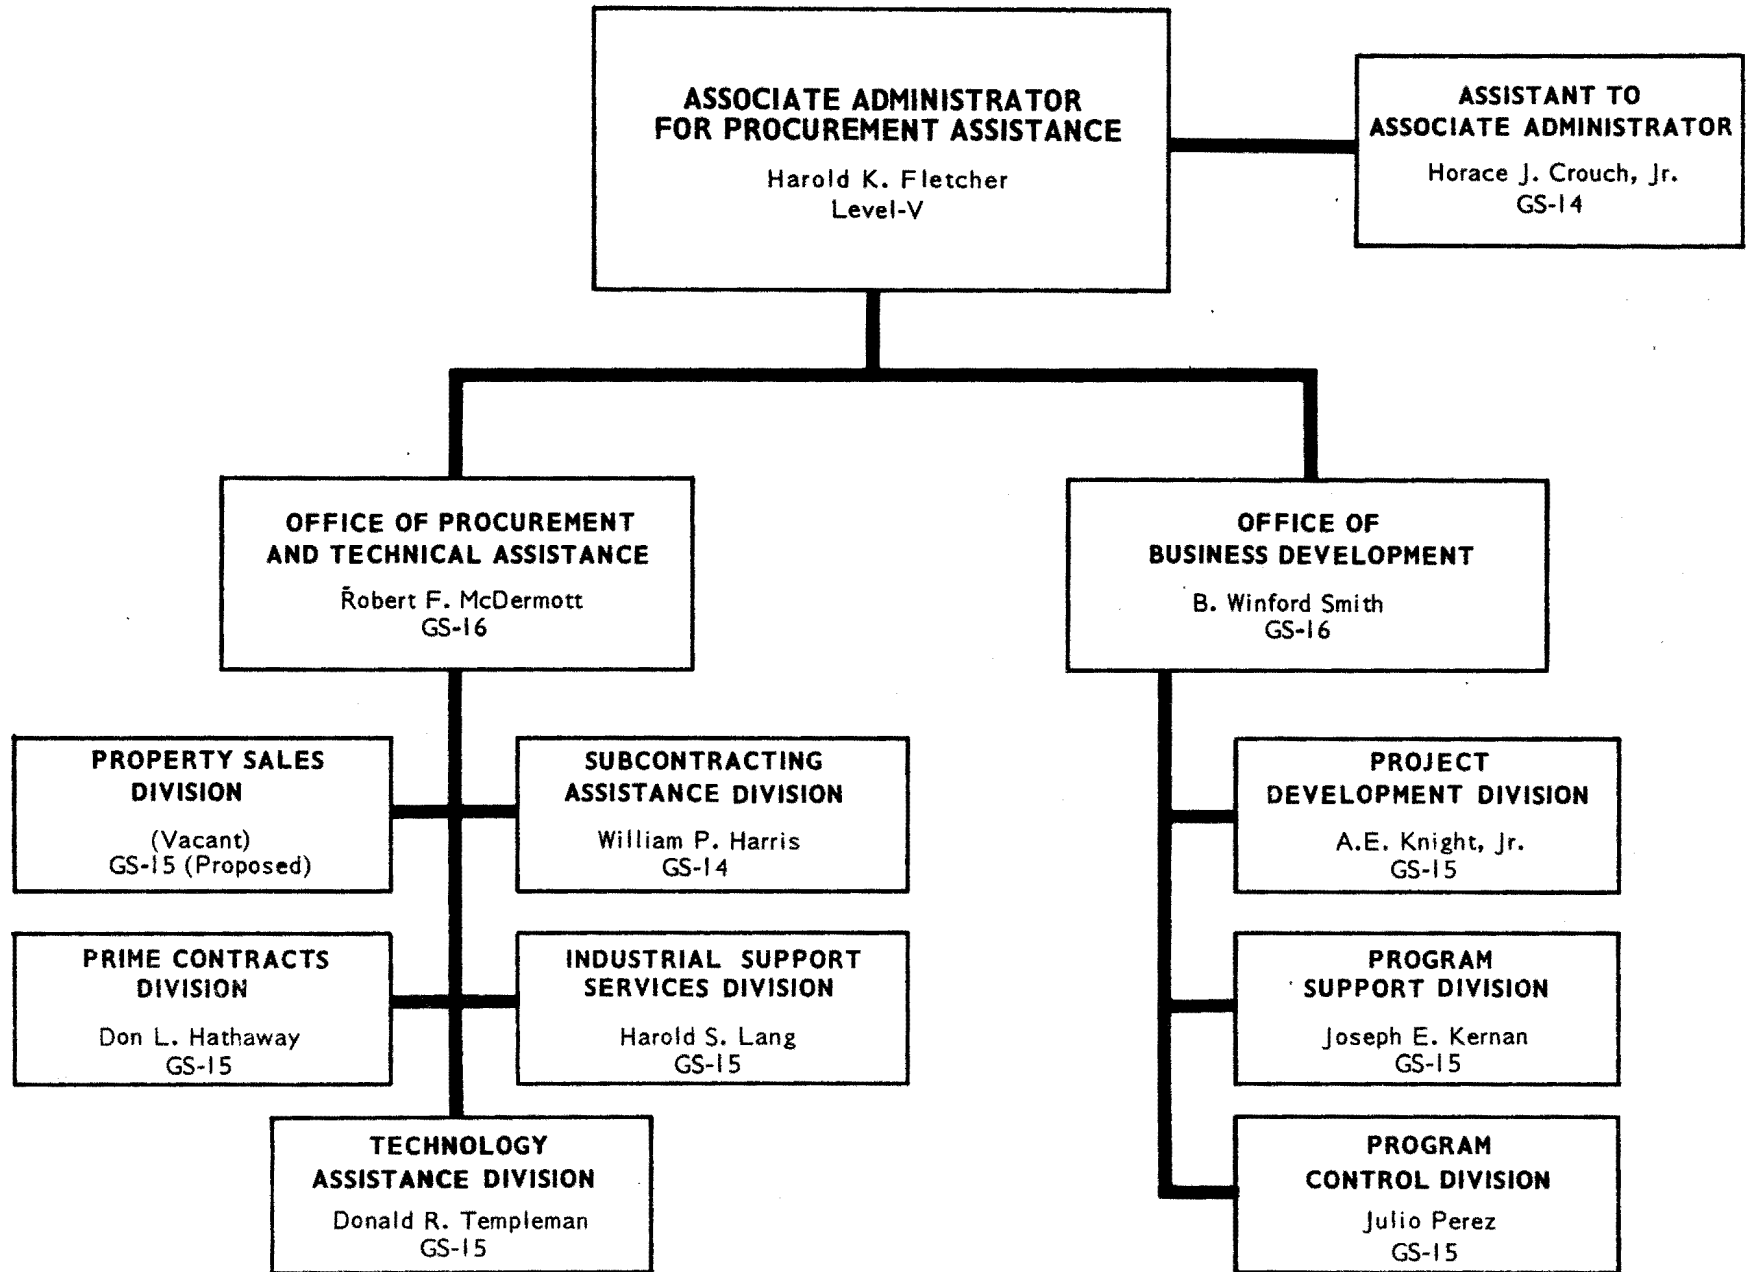 ASSOCIATE ADMINISTRATOR
FOR PROCUREMENT ASSISTANCE
Harold K. Fletcher
Level-V
ASSISTANT TO
ASSOCIATE ADMINISTRATOR
Horace J. Crouch, Jr.
GS-14
OFFICE OF PROCUREMENT
AND TECHNICAL ASSISTANCE
Robert F. McDermott
GS-16
OFFICE OF
BUSINESS DEVELOPMENT
B. Winford Smith
GS-16
PROPERTY SALES
DIVISION
(Vacant)
GS-15 (Proposed)
SUBCONTRACTING
ASSISTANCE DIVISION
William P. Harris
GS-14
PROJECT
DEVELOPMENT DIVISION
A.E. Knight, Jr.
GS-15
PRIME CONTRACTS
DIVISION
Don L. Hathaway
GS-15
INDUSTRIAL SUPPORT
SERVICES DIVISION
Harold S. Lang
GS-15
PROGRAM
SUPPORT DIVISION
Joseph E. Kernan
GS-15
TECHNOLOGY
ASSISTANCE DIVISION
Donald R. Templeman
GS-15
PROGRAM
CONTROL DIVISION
Julio Perez
GS-15